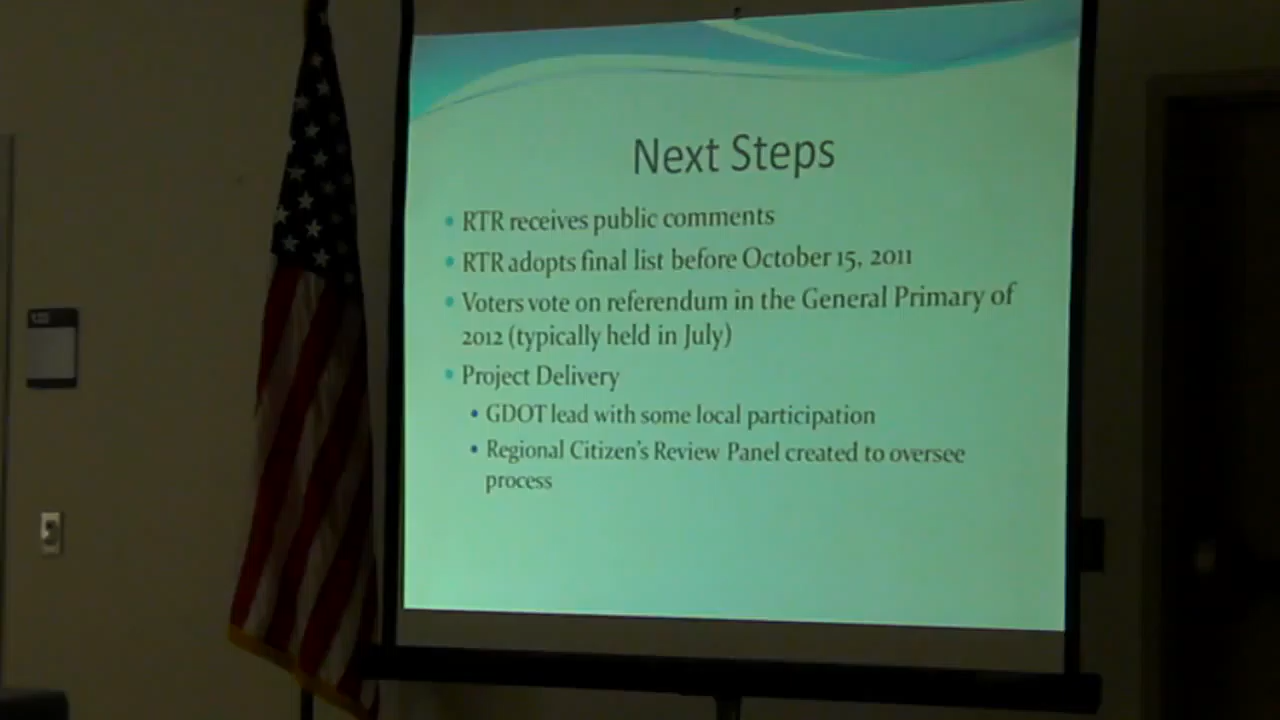 Next Steps
RTR receives public comments
RTR adopts final list before October 15, 2011
Voters vote on referendum in the General Primary of
2012 (typically held in July)
Project Delivery
GDOT lead with some local participation
Regional Citizen's Review Panel created to oversee
process